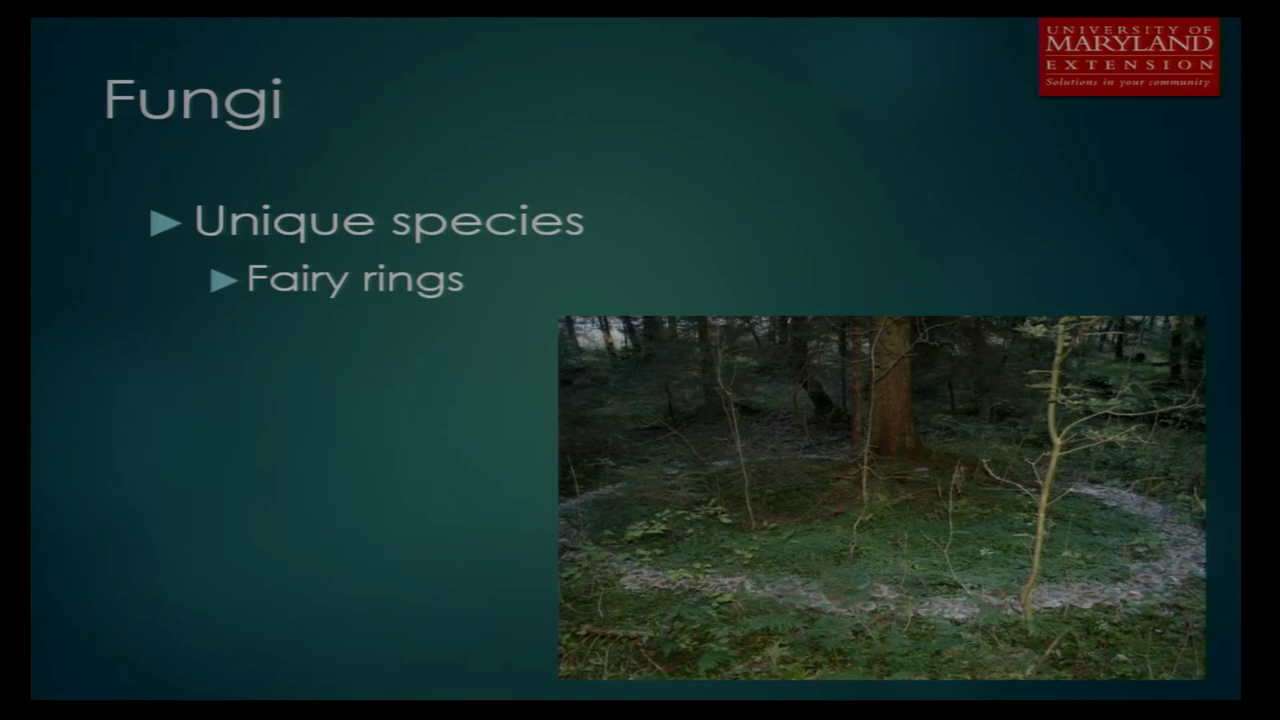 UNIVERSITY OF
MARYLAND
EXTENSION
Solutions in your community
Fungi
Unique species
Fairy rings